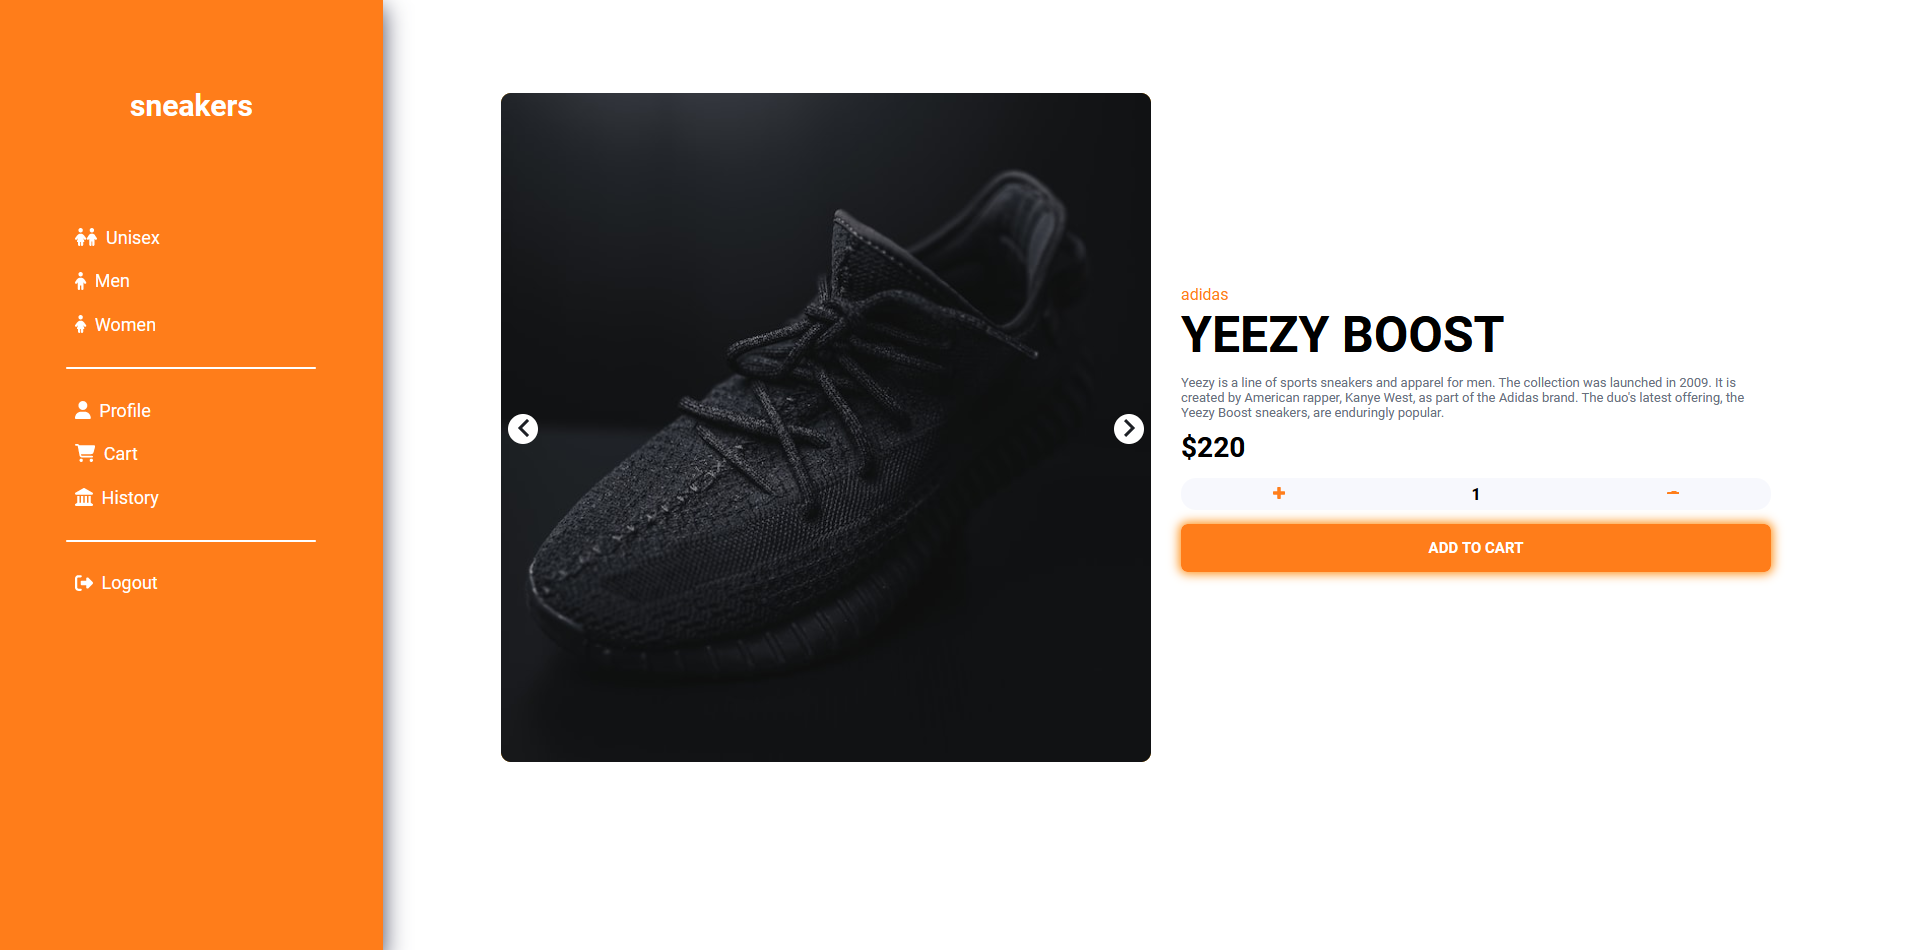 sneakers
Unisex
Men
Women
Profile
Cart
History
Logout
adidas
YEEZY BOOST
Yeezy is a line of sports sneakers and apparel for men. The collection was launched in 2009. It is
created by American rapper, Kanye West, as part of the Adidas brand. The duo's latest offering, the
Yeezy Boost sneakers, are enduringly popular.
$220
1
ADD TO CART